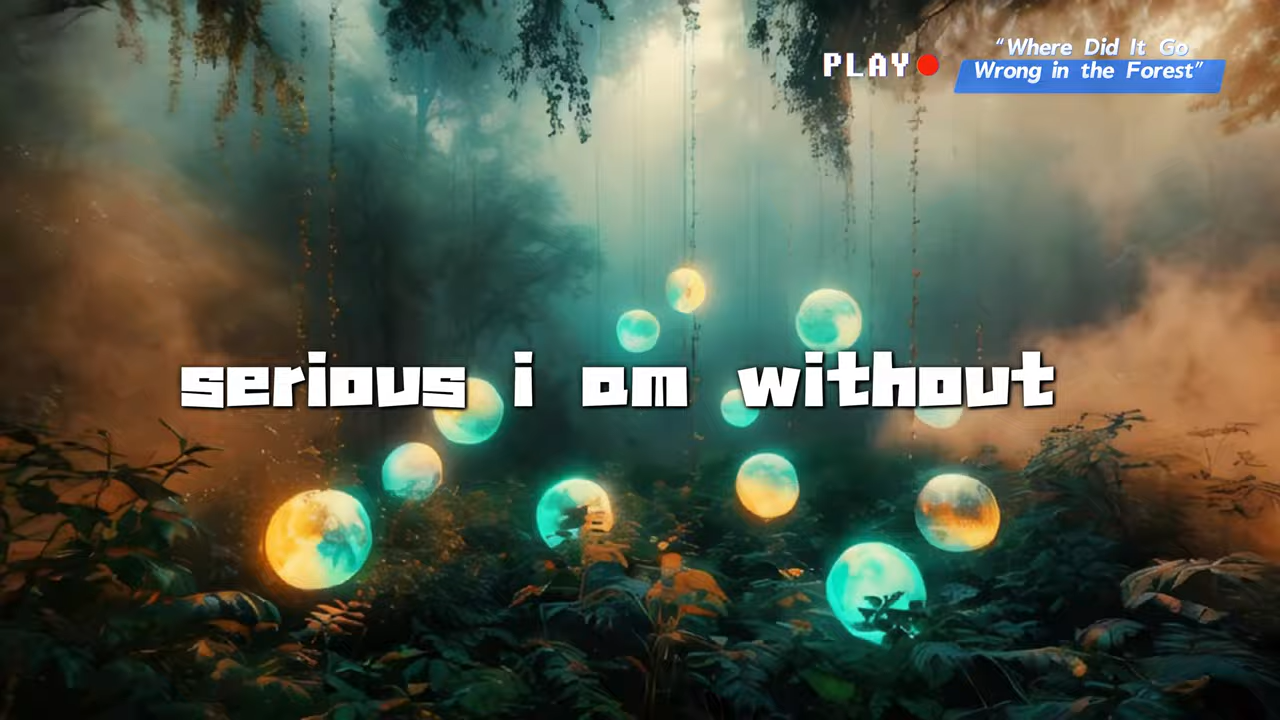 PLAY
"Where Did It Go
Wrong in the Forest"
serious i am without